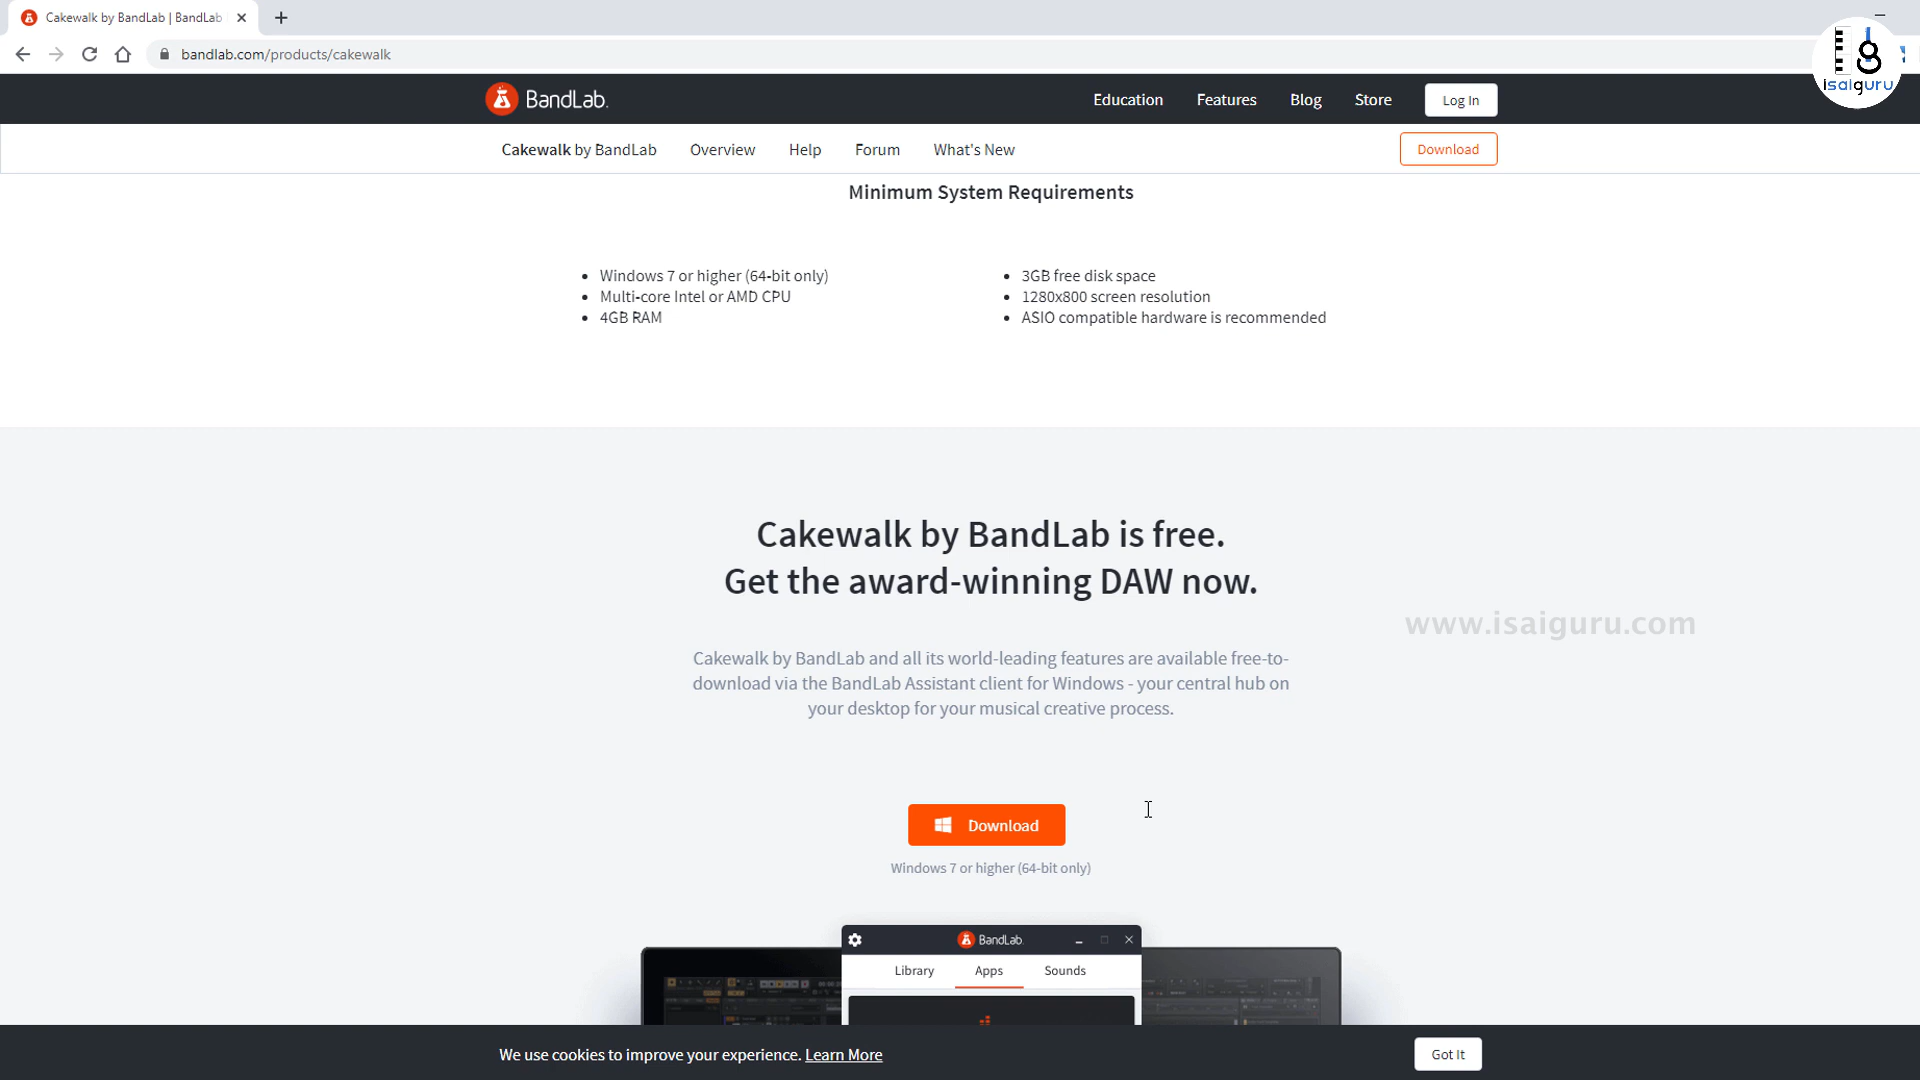 Cakewalk by BandLab | BandLab
bandlab.com/products/cakewalk
isaiguru
BandLab.
Education
Features
Blog
Store
Log In
Cakewalk by BandLab
Overview
Help
Forum
What's New
Download
Minimum System Requirements
Windows 7 or higher (64-bit only)
Multi-core Intel or AMD CPU
4GB RAM
3GB free disk space
1280x800 screen resolution
ASIO compatible hardware is recommended
Cakewalk by BandLab is free.
Get the award-winning DAW now.
www.isaiguru.com
Cakewalk by BandLab and all its world-leading features are available free-to-
download via the BandLab Assistant client for Windows - your central hub on
your desktop for your musical creative process.
Download
Windows 7 or higher (64-bit only)
BandLab.
Library
Apps
Sounds
We use cookies to improve your experience. Learn More
Got It